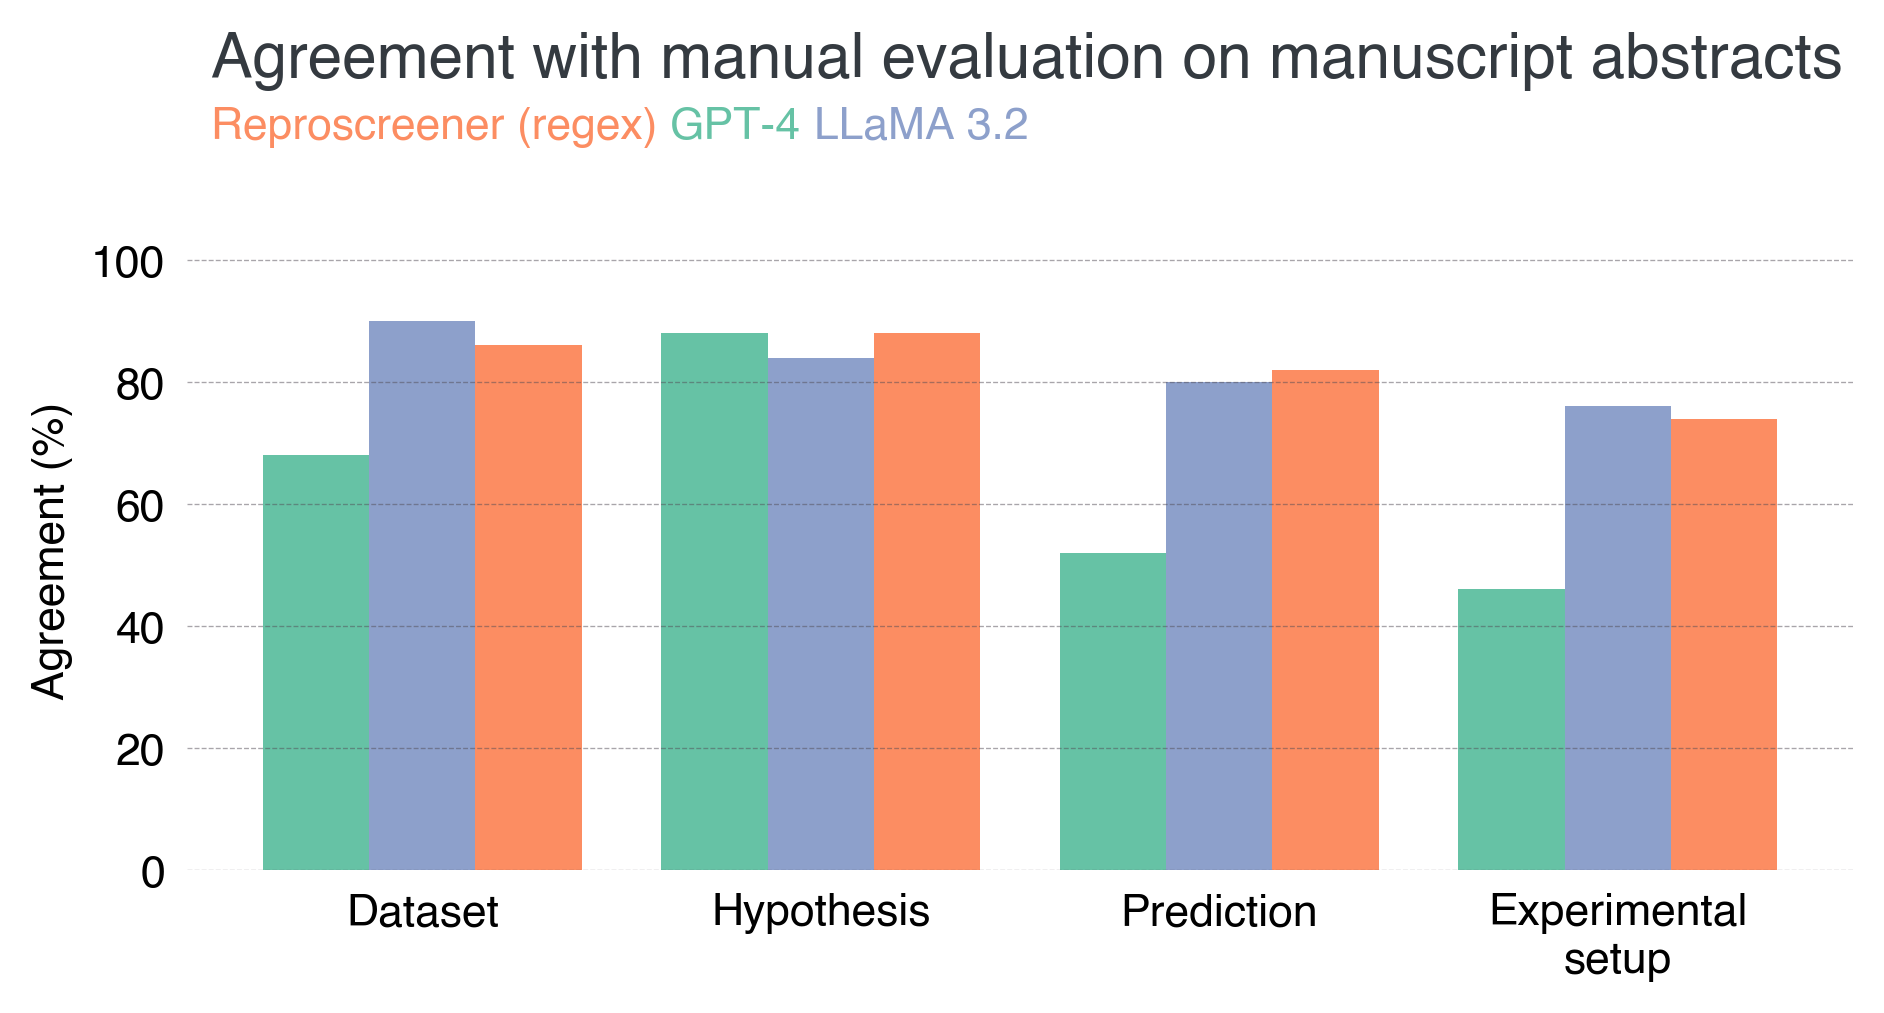 Agreement with manual evaluation on manuscript abstracts
Reproscreener (regex) GPT-4 LLaMA 3.2
Agreement (%)
100
80
60
40
20
0
Dataset
Hypothesis
Prediction
Experimental
setup